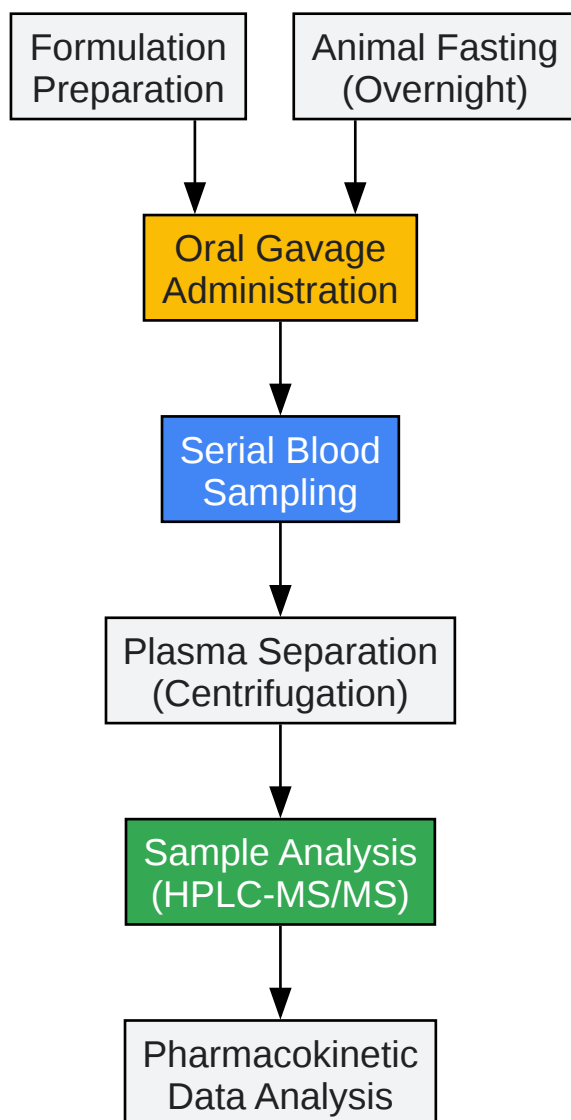 Formulation
Preparation
Animal Fasting
(Overnight)
Oral Gavage
Administration
Serial Blood
Sampling
Plasma Separation
(Centrifugation)
Sample Analysis
(HPLC-MS/MS)
Pharmacokinetic
Data Analysis